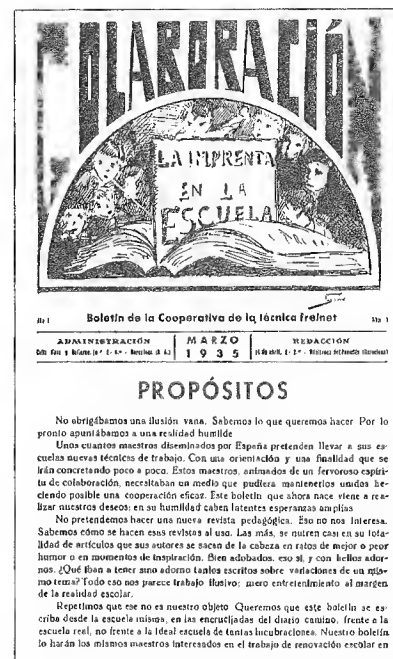 COLABORACIÓN
LA IMPRENTA
EN LA
ESCUELA
Boletín de la Cooperativa de la técnica freinet
ADMINISTRACIÓN
MARZO
1935
REDACCIÓN
PROPÓSITOS
No abrigábamos una ilusión vana. Sabemos lo que queremos hacer Por lo
pronto apuntábamos a una realidad humilde
Unos cuantos maestros diseminados por España pretenden llevar a sus es-
cuelas nuevas técnicas de trabajo. Con una orientación y una finalidad que se
irán concretando poco a poco. Estos maestros, animados de un fervoroso espíri-
tu de colaboración, necesitaban un medio que pudiera mantenerlos unidos ha-
ciendo posible una cooperación eficaz. Este boletín que ahora nace viene a rea-
lizar nuestros deseos: en su humildad caben latentes esperanzas amplias
No pretendemos hacer una nueva revista pedagógica. Eso no nos interesa.
Sabemos cómo se hacen esas revistas al uso. Las más, se nutren casi en su tota-
lidad de artículos que sus autores se sacan de la cabeza en ratos de mejor o peor
humor o en momentos de inspiración. Bien adobados, eso sí, y con bellos ador-
nos. ¿Qué iban a tener sino adorno tantos escritos sobre variaciones de un mis-
mo tema? Todo eso nos parece trabajo ilusivo; mero entretenimiento al margen
de la realidad escolar.
Repetimos que ese no es nuestro objeto Queremos que este boletín se es-
criba desde la escuela misma, en las encrucijadas del diario camino, frente a la
escuela real, no frente a la ideal escuela de tantas lucubraciones. Nuestro boletín
lo harán los mismos maestros interesados en el trabajo de renovación escolar en